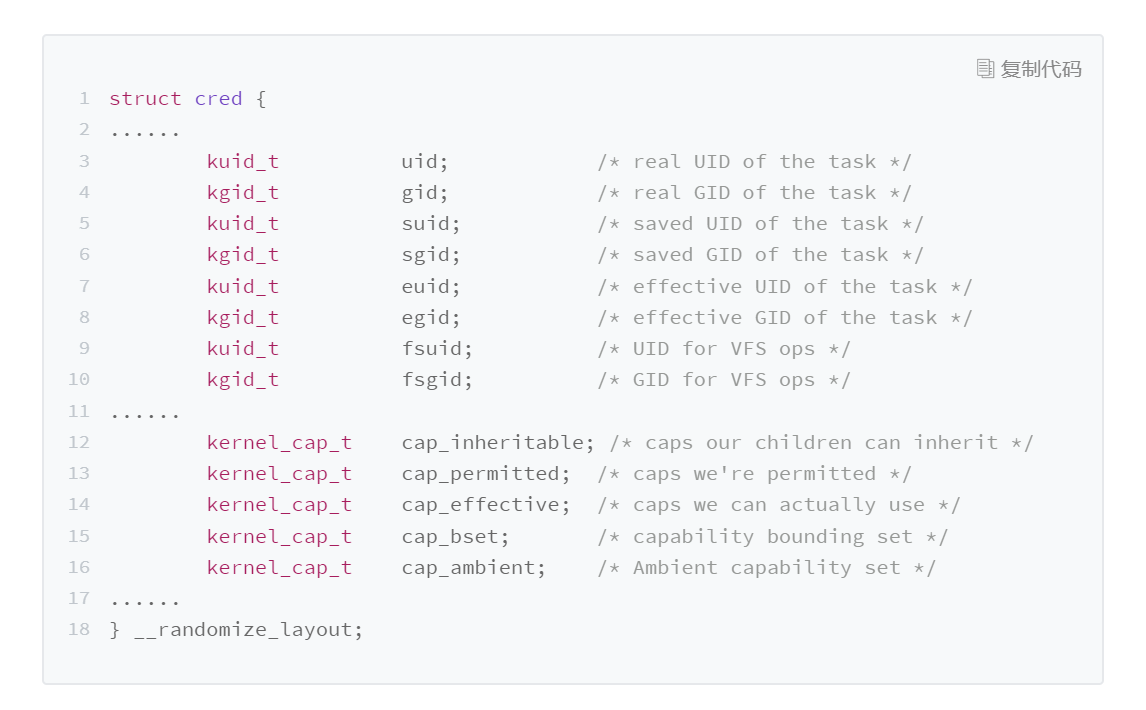 复制代码
1 struct cred {
2 ......
3         kuid_t          uid;            /* real UID of the task */
4         kgid_t          gid;            /* real GID of the task */
5         kuid_t          suid;           /* saved UID of the task */
6         kgid_t          sgid;           /* saved GID of the task */
7         kuid_t          euid;           /* effective UID of the task */
8         kgid_t          egid;           /* effective GID of the task */
9         kuid_t          fsuid;          /* UID for VFS ops */
10         kgid_t          fsgid;          /* GID for VFS ops */
11 ......
12         kernel_cap_t    cap_inheritable; /* caps our children can inherit */
13         kernel_cap_t    cap_permitted;  /* caps we're permitted */
14         kernel_cap_t    cap_effective;  /* caps we can actually use */
15         kernel_cap_t    cap_bset;       /* capability bounding set */
16         kernel_cap_t    cap_ambient;    /* Ambient capability set */
17 ......
18 } __randomize_layout;